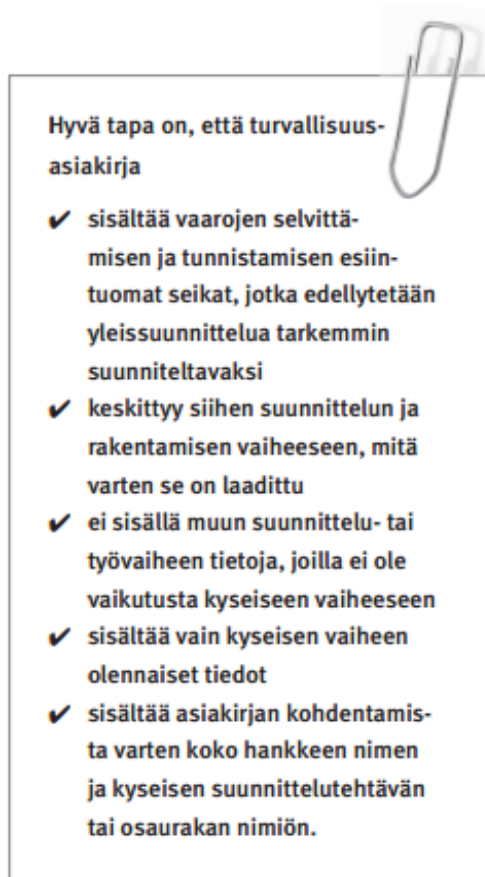 Hyvä tapa on, että turvallisuus-
asiakirja
✔ sisältää vaarojen selvittä-
misen ja tunnistamisen esiin-
tuomat seikat, jotka edellytetään
yleissuunnittelua tarkemmin
suunniteltavaksi
✔ keskittyy siihen suunnittelun ja
rakentamisen vaiheeseen, mitä
varten se on laadittu
✔ ei sisällä muun suunnittelu- tai
työvaiheen tietoja, joilla ei ole
vaikutusta kyseiseen vaiheeseen
✔ sisältää vain kyseisen vaiheen
olennaiset tiedot
✔ sisältää asiakirjan kohdentamis-
ta varten koko hankkeen nimen
ja kyseisen suunnittelutehtävän
tai osaurakan nimiön.